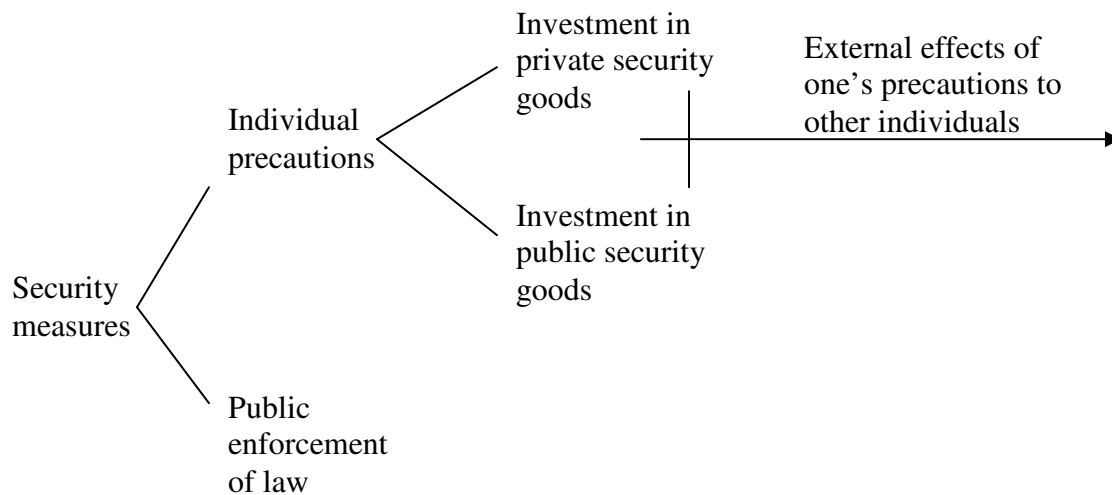 Investment in
private security
goods
External effects of
one's precautions to
other individuals
Individual
precautions
Investment in
public security
goods
Security
measures
Public
enforcement
of law